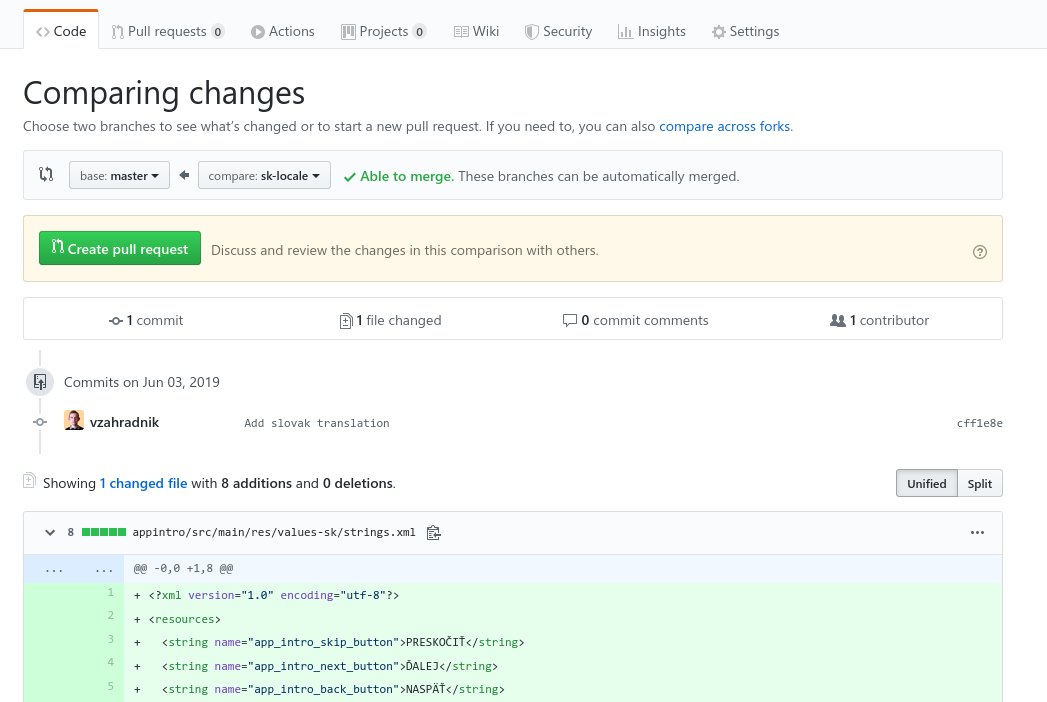 Code Pull requests 0 Actions Projects 0 Wiki Security Insights Settings
Comparing changes
Choose two branches to see what's changed or to start a new pull request. If you need to, you can also compare across forks.
base: master compare: sk-locale Able to merge. These branches can be automatically merged.
Create pull request Discuss and review the changes in this comparison with others.
1 commit 1 file changed 0 commit comments 1 contributor
Commits on Jun 03, 2019
vzahradnik Add slovak translation cff1e8e
Showing 1 changed file with 8 additions and 0 deletions. Unified Split
8 appintro/src/main/res/values-sk/strings.xml ...
... ... @@ -0,0 +1,8 @@
1 + <?xml version="1.0" encoding="utf-8"?>
2 + <resources>
3 + <string name="app_intro_skip_button">PRESKOČIŤ</string>
4 + <string name="app_intro_next_button">ĎALEJ</string>
5 + <string name="app_intro_back_button">NASPÄŤ</string>